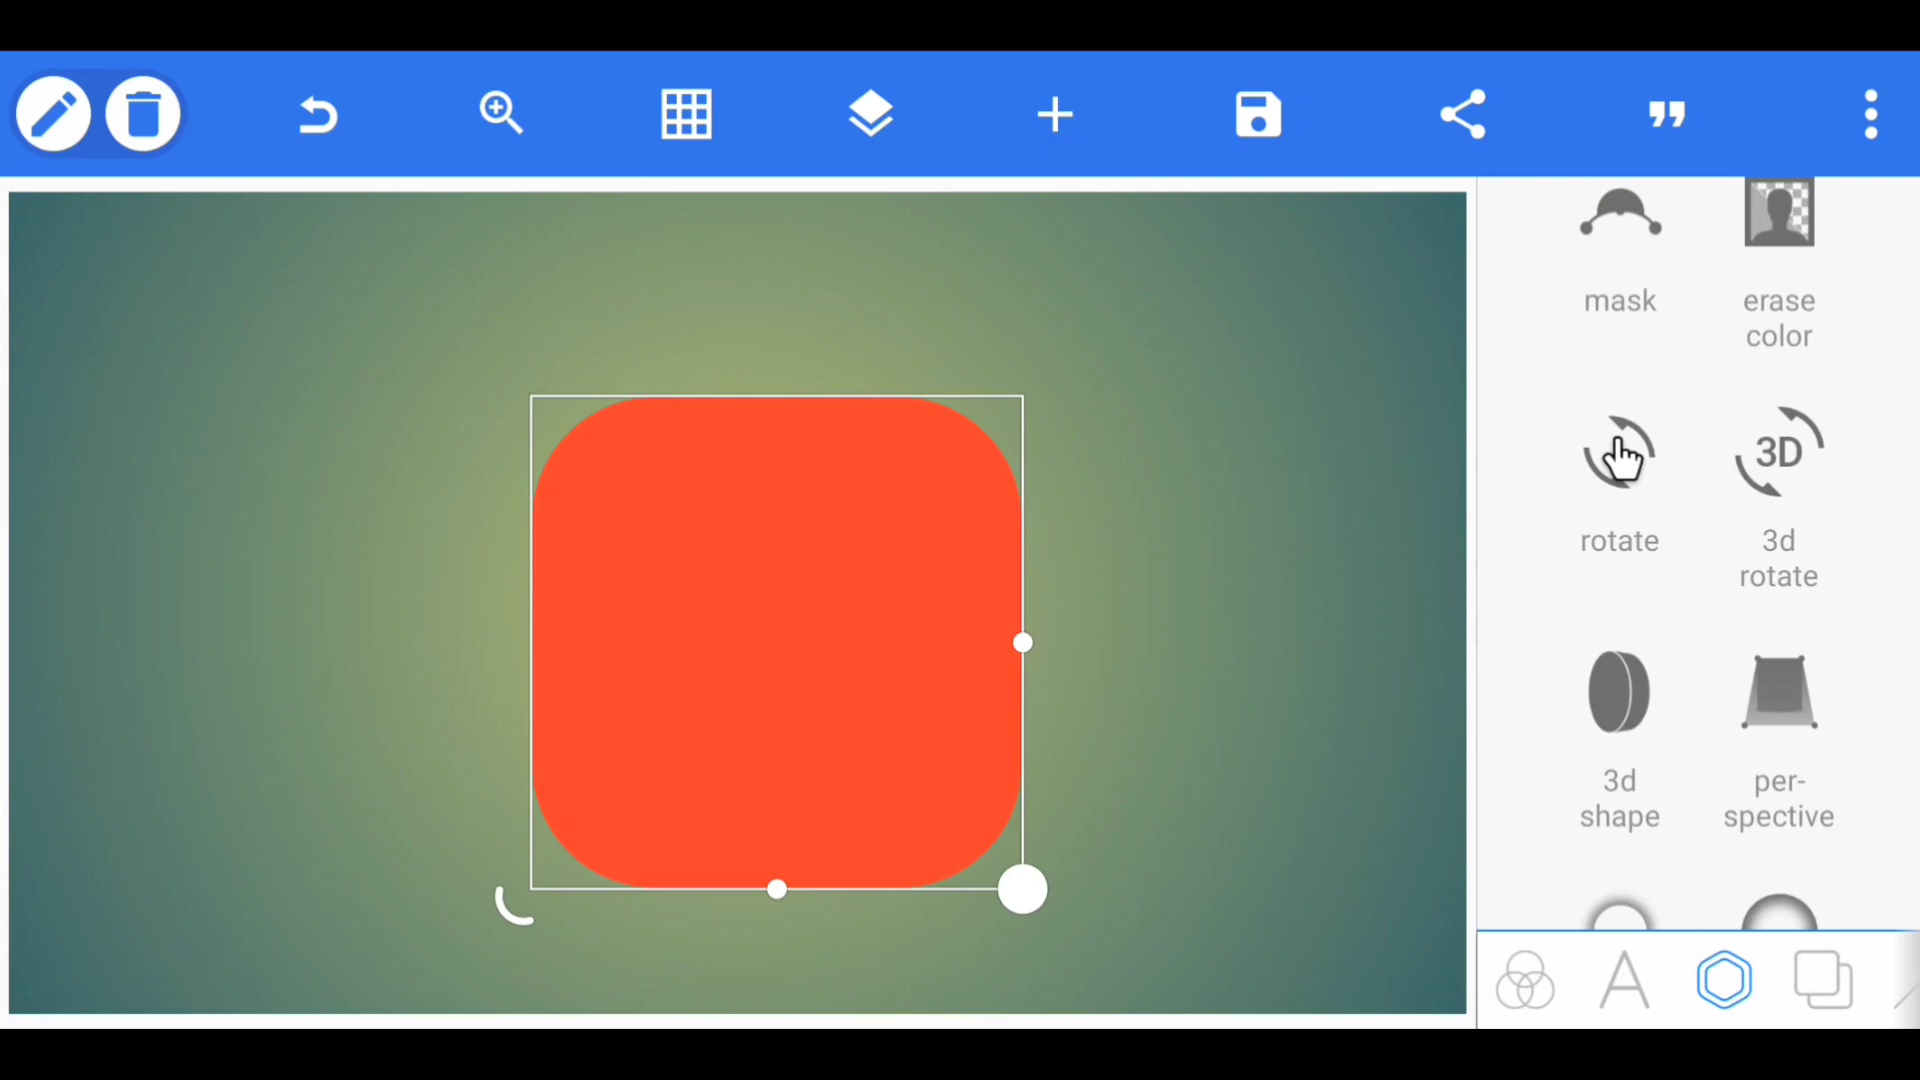 mask
erase
color
3D
rotate
3d
rotate
3d
shape
per-
spective
A